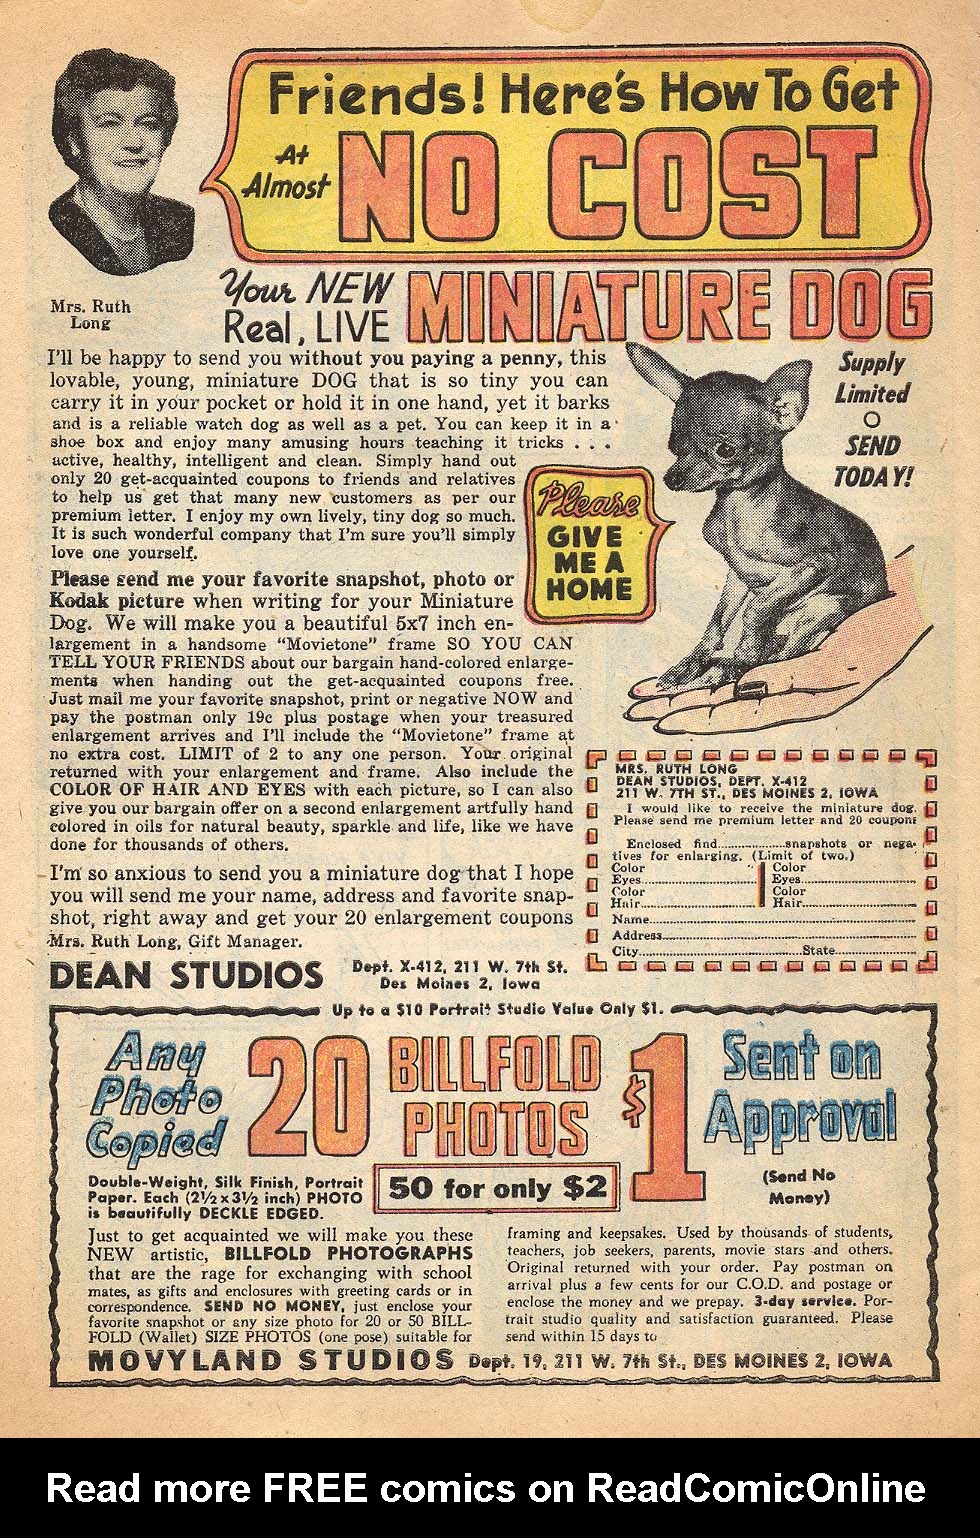 Friends! Here's How To Get
At Almost
NO COST
Mrs. Ruth
Long
Your NEW
Real, LIVE
MINIATURE DOG
I'll be happy to send you without you paying a penny, this
lovable, young, miniature DOG that is so tiny you can
carry it in your pocket or hold it in one hand, yet it barks
and is a reliable watch dog as well as a pet. You can keep it in a
shoe box and enjoy many amusing hours teaching it tricks . . .
active, healthy, intelligent and clean. Simply hand out
only 20 get-acquainted coupons to friends and relatives
to help us get that many new customers as per our
premium letter. I enjoy my own lively, tiny dog so much.
It is such wonderful company that I'm sure you'll simply
love one yourself.
Please send me your favorite snapshot, photo or
Kodak picture when writing for your Miniature
Dog. We will make you a beautiful 5x7 inch en-
largement in a handsome "Movietone" frame SO YOU CAN
TELL YOUR FRIENDS about our bargain hand-colored enlarge-
ments when handing out the get-acquainted coupons free.
Just mail me your favorite snapshot, print or negative NOW and
pay the postman only 19c plus postage when your treasured
enlargement arrives and I'll include the "Movietone" frame at
no extra cost. LIMIT of 2 to any one person. Your original
returned with your enlargement and frame. Also include the
COLOR OF HAIR AND EYES with each picture, so I can also
give you our bargain offer on a second enlargement artfully hand
colored in oils for natural beauty, sparkle and life, like we have
done for thousands of others.
I'm so anxious to send you a miniature dog that I hope
you will send me your name, address and favorite snap-
shot, right away and get your 20 enlargement coupons
Mrs. Ruth Long, Gift Manager.
DEAN STUDIOS
Dept. X-412, 211 W. 7th St.
Des Moines 2, Iowa
Supply
Limited
O
SEND
TODAY!
Please
GIVE
ME A
HOME
MRS. RUTH LONG
DEAN STUDIOS, DEPT. X-412
211 W. 7TH ST., DES MOINES 2, IOWA
I would like to receive the miniature dog.
Please send me premium letter and 20 coupons
Enclosed find.................snapshots or nega-
tives for enlarging. (Limit of two.)
Color Color
Eyes Eyes
Color Color
Hair Hair
Name
Address
City State
Up to a $10 Portrait Studio Value Only $1.
Any
Photo
Copied
20
BILLFOLD
PHOTOS
$1
Sent on
Approval
50 for only $2
(Send No
Money)
Double-Weight, Silk Finish, Portrait
Paper. Each (2½x3½ inch) PHOTO
is beautifully DECKLE EDGED.
Just to get acquainted we will make you these
NEW artistic, BILLFOLD PHOTOGRAPHS
that are the rage for exchanging with school
mates, as gifts and enclosures with greeting cards or in
correspondence. SEND NO MONEY, just enclose your
favorite snapshot or any size photo for 20 or 50 BILL-
FOLD (Wallet) SIZE PHOTOS (one pose) suitable for
framing and keepsakes. Used by thousands of students,
teachers, job seekers, parents, movie stars and others.
Original returned with your order. Pay postman on
arrival plus a few cents for our C.O.D. and postage or
enclose the money and we prepay. 3-day service. Por-
trait studio quality and satisfaction guaranteed. Please
send within 15 days to
MOVYLAND STUDIOS Dept. 19, 211 W. 7th St., DES MOINES 2, IOWA
Read more FREE comics on ReadComicOnline